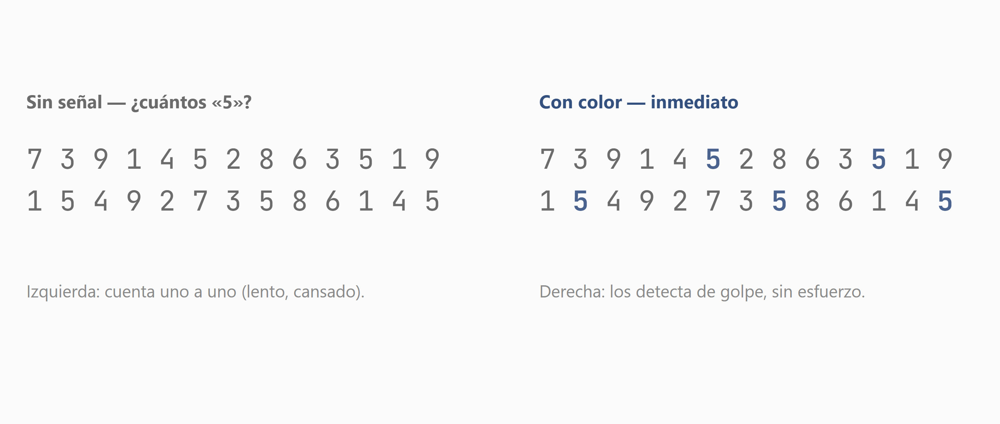 Sin señal — ¿cuántos «5»?
7 3 9 1 4 5 2 8 6 3 5 1 9
1 5 4 9 2 7 3 5 8 6 1 4 5
Izquierda: cuenta uno a uno (lento, cansado).
Con color — inmediato
7 3 9 1 4 5 2 8 6 3 5 1 9
1 5 4 9 2 7 3 5 8 6 1 4 5
Derecha: los detecta de golpe, sin esfuerzo.